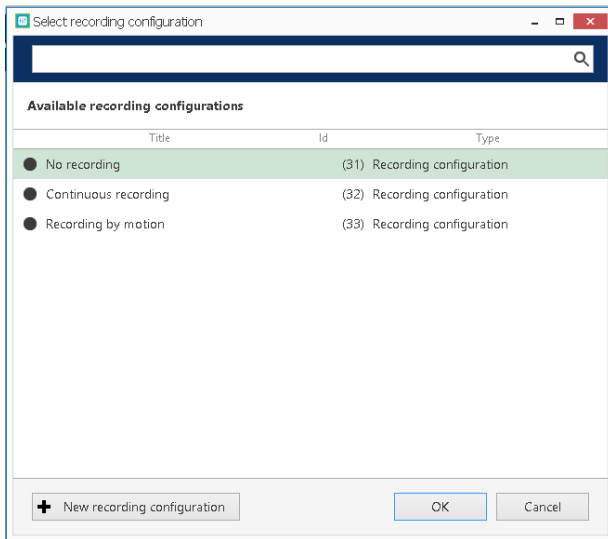 Select recording configuration
Available recording configurations
Title Id Type
No recording (31) Recording configuration
Continuous recording (32) Recording configuration
Recording by motion (33) Recording configuration
New recording configuration OK Cancel